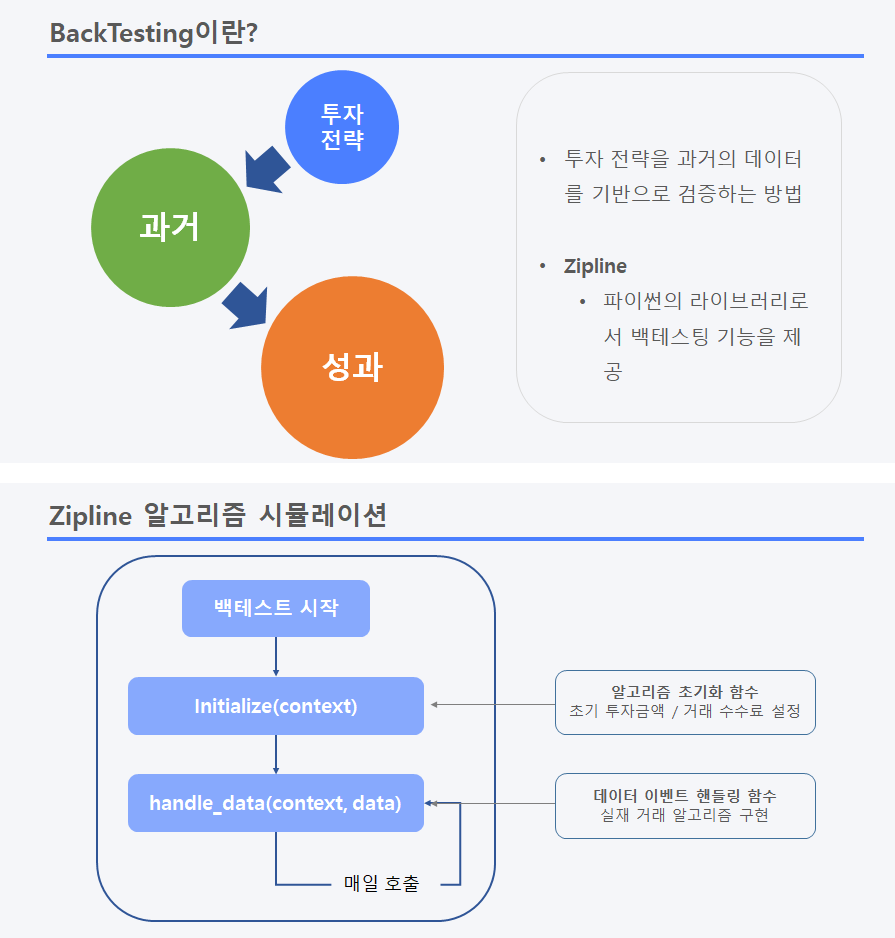 BackTesting이란?
투자
전략
과거
성과
• 투자 전략을 과거의 데이터
를 기반으로 검증하는 방법
• Zipline
• 파이썬의 라이브러리로
서 백테스팅 기능을 제
공
Zipline 알고리즘 시뮬레이션
백테스트 시작
Initialize(context)
알고리즘 초기화 함수
초기 투자금액 / 거래 수수료 설정
handle_data(context, data)
데이터 이벤트 핸들링 함수
실재 거래 알고리즘 구현
매일 호출